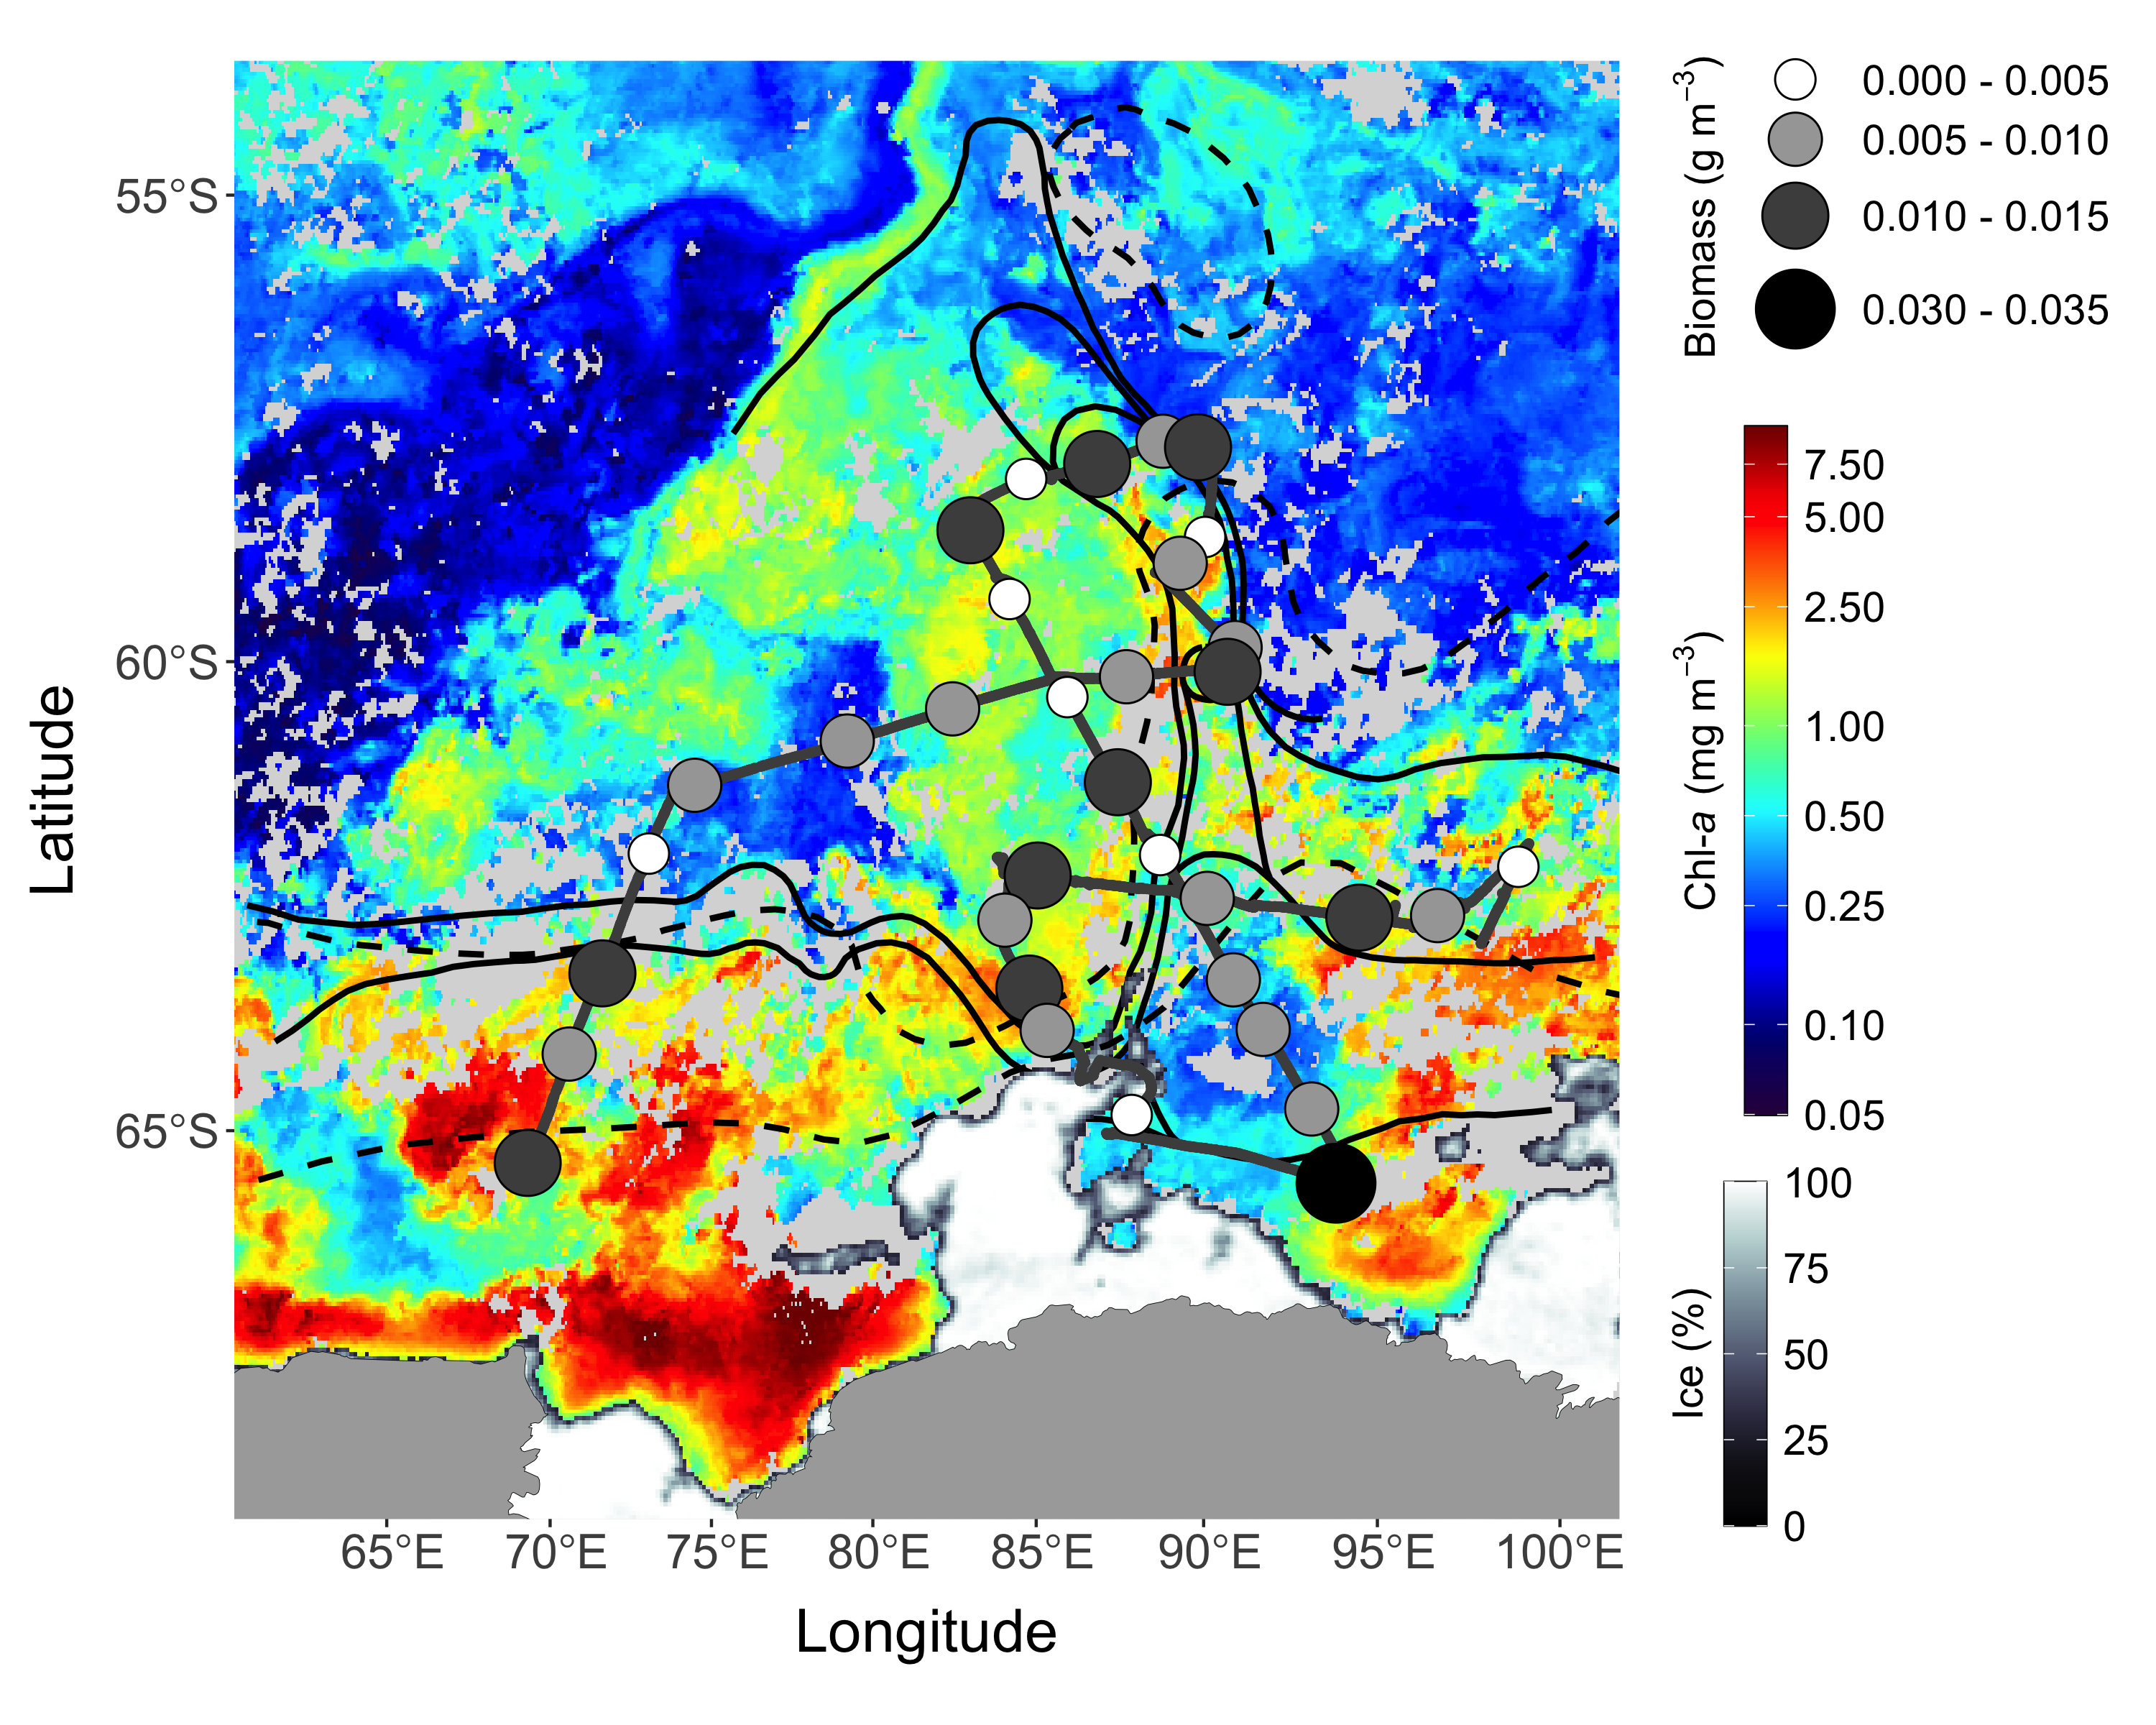 55°S
60°S
65°S
Latitude
65°E 70°E 75°E 80°E 85°E 90°E 95°E 100°E
Longitude
Biomass (g m⁻³)
0.000 - 0.005
0.005 - 0.010
0.010 - 0.015
0.030 - 0.035
Chl-a (mg m⁻³)
7.50
5.00
2.50
1.00
0.50
0.25
0.10
0.05
Ice (%)
100
75
50
25
0